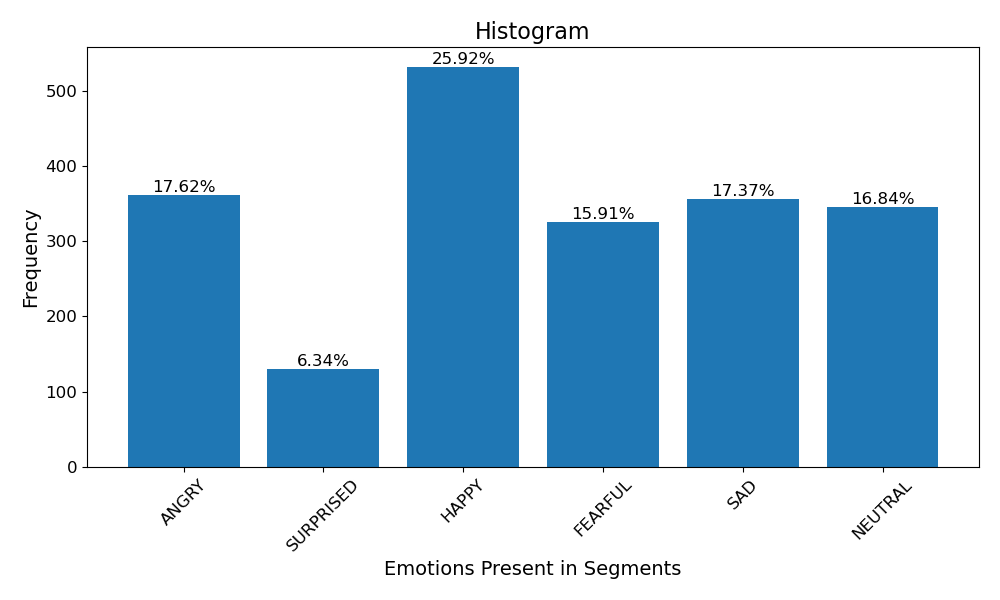 Histogram
Frequency
500
400
300
200
100
0
17.62%
6.34%
25.92%
15.91%
17.37%
16.84%
ANGRY
SURPRISED
HAPPY
FEARFUL
SAD
NEUTRAL
Emotions Present in Segments